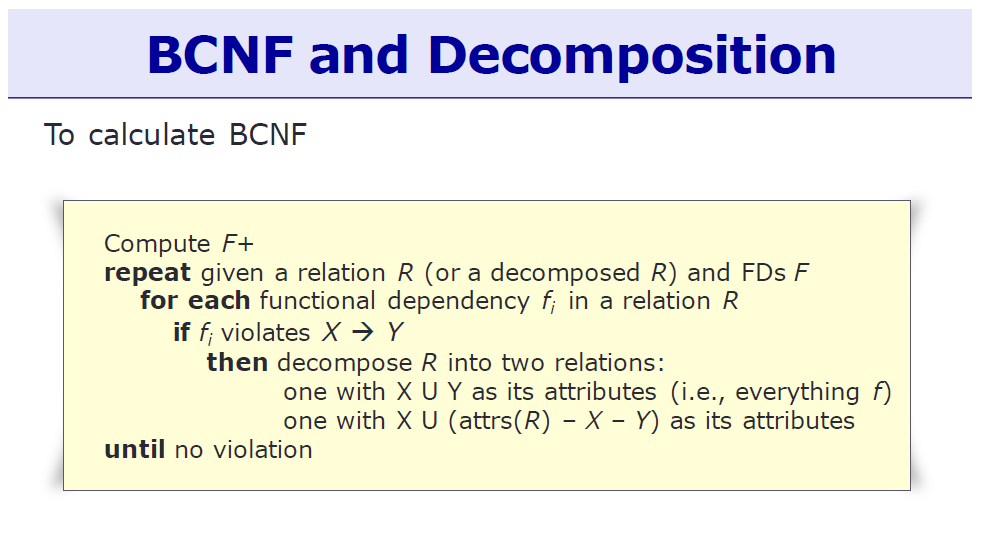 BCNF and Decomposition
To calculate BCNF
Compute F+
repeat given a relation R (or a decomposed R) and FDs F
for each functional dependency fi in a relation R
if fi violates X → Y
then decompose R into two relations:
one with X U Y as its attributes (i.e., everything f)
one with X U (attrs(R) – X – Y) as its attributes
until no violation